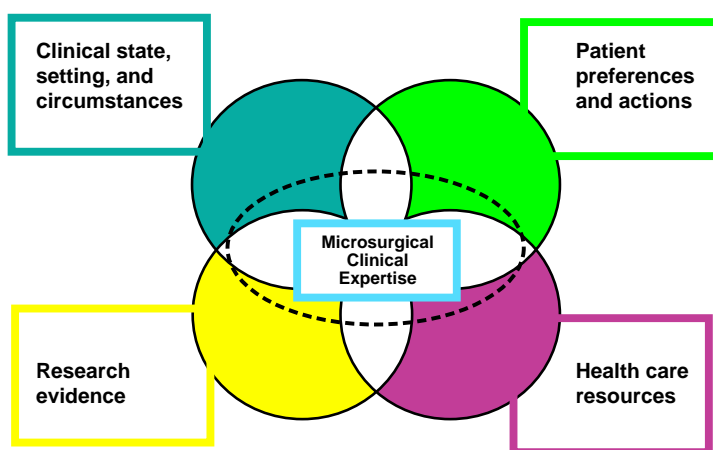 Clinical state,
setting, and
circumstances
Patient
preferences
and actions
Microsurgical
Clinical
Expertise
Research
evidence
Health care
resources